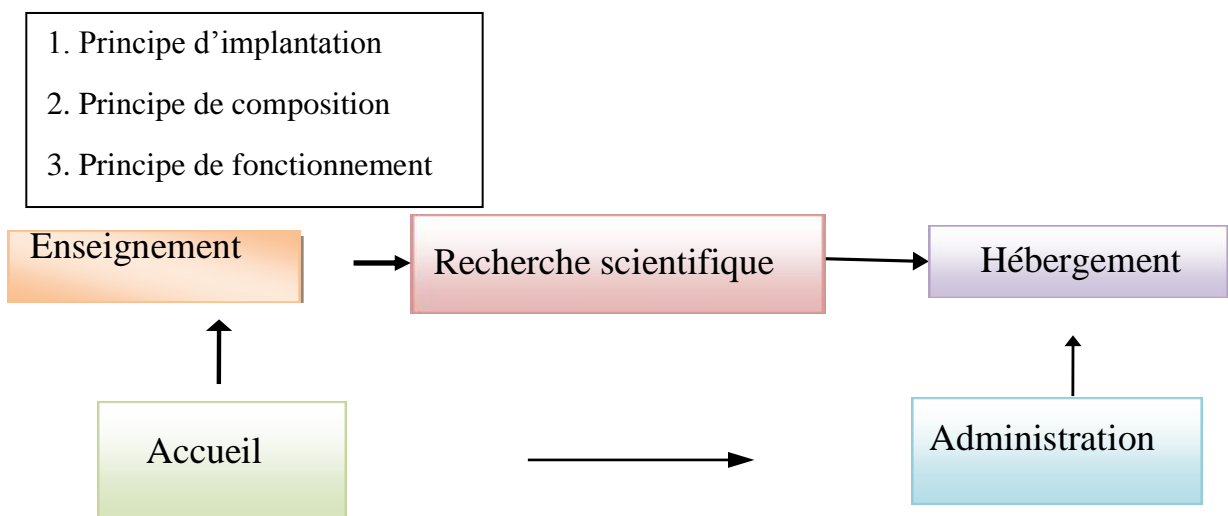 1. Principe d’implantation
2. Principe de composition
3. Principe de fonctionnement
Enseignement
Recherche scientifique
Hébergement
Accueil
Administration